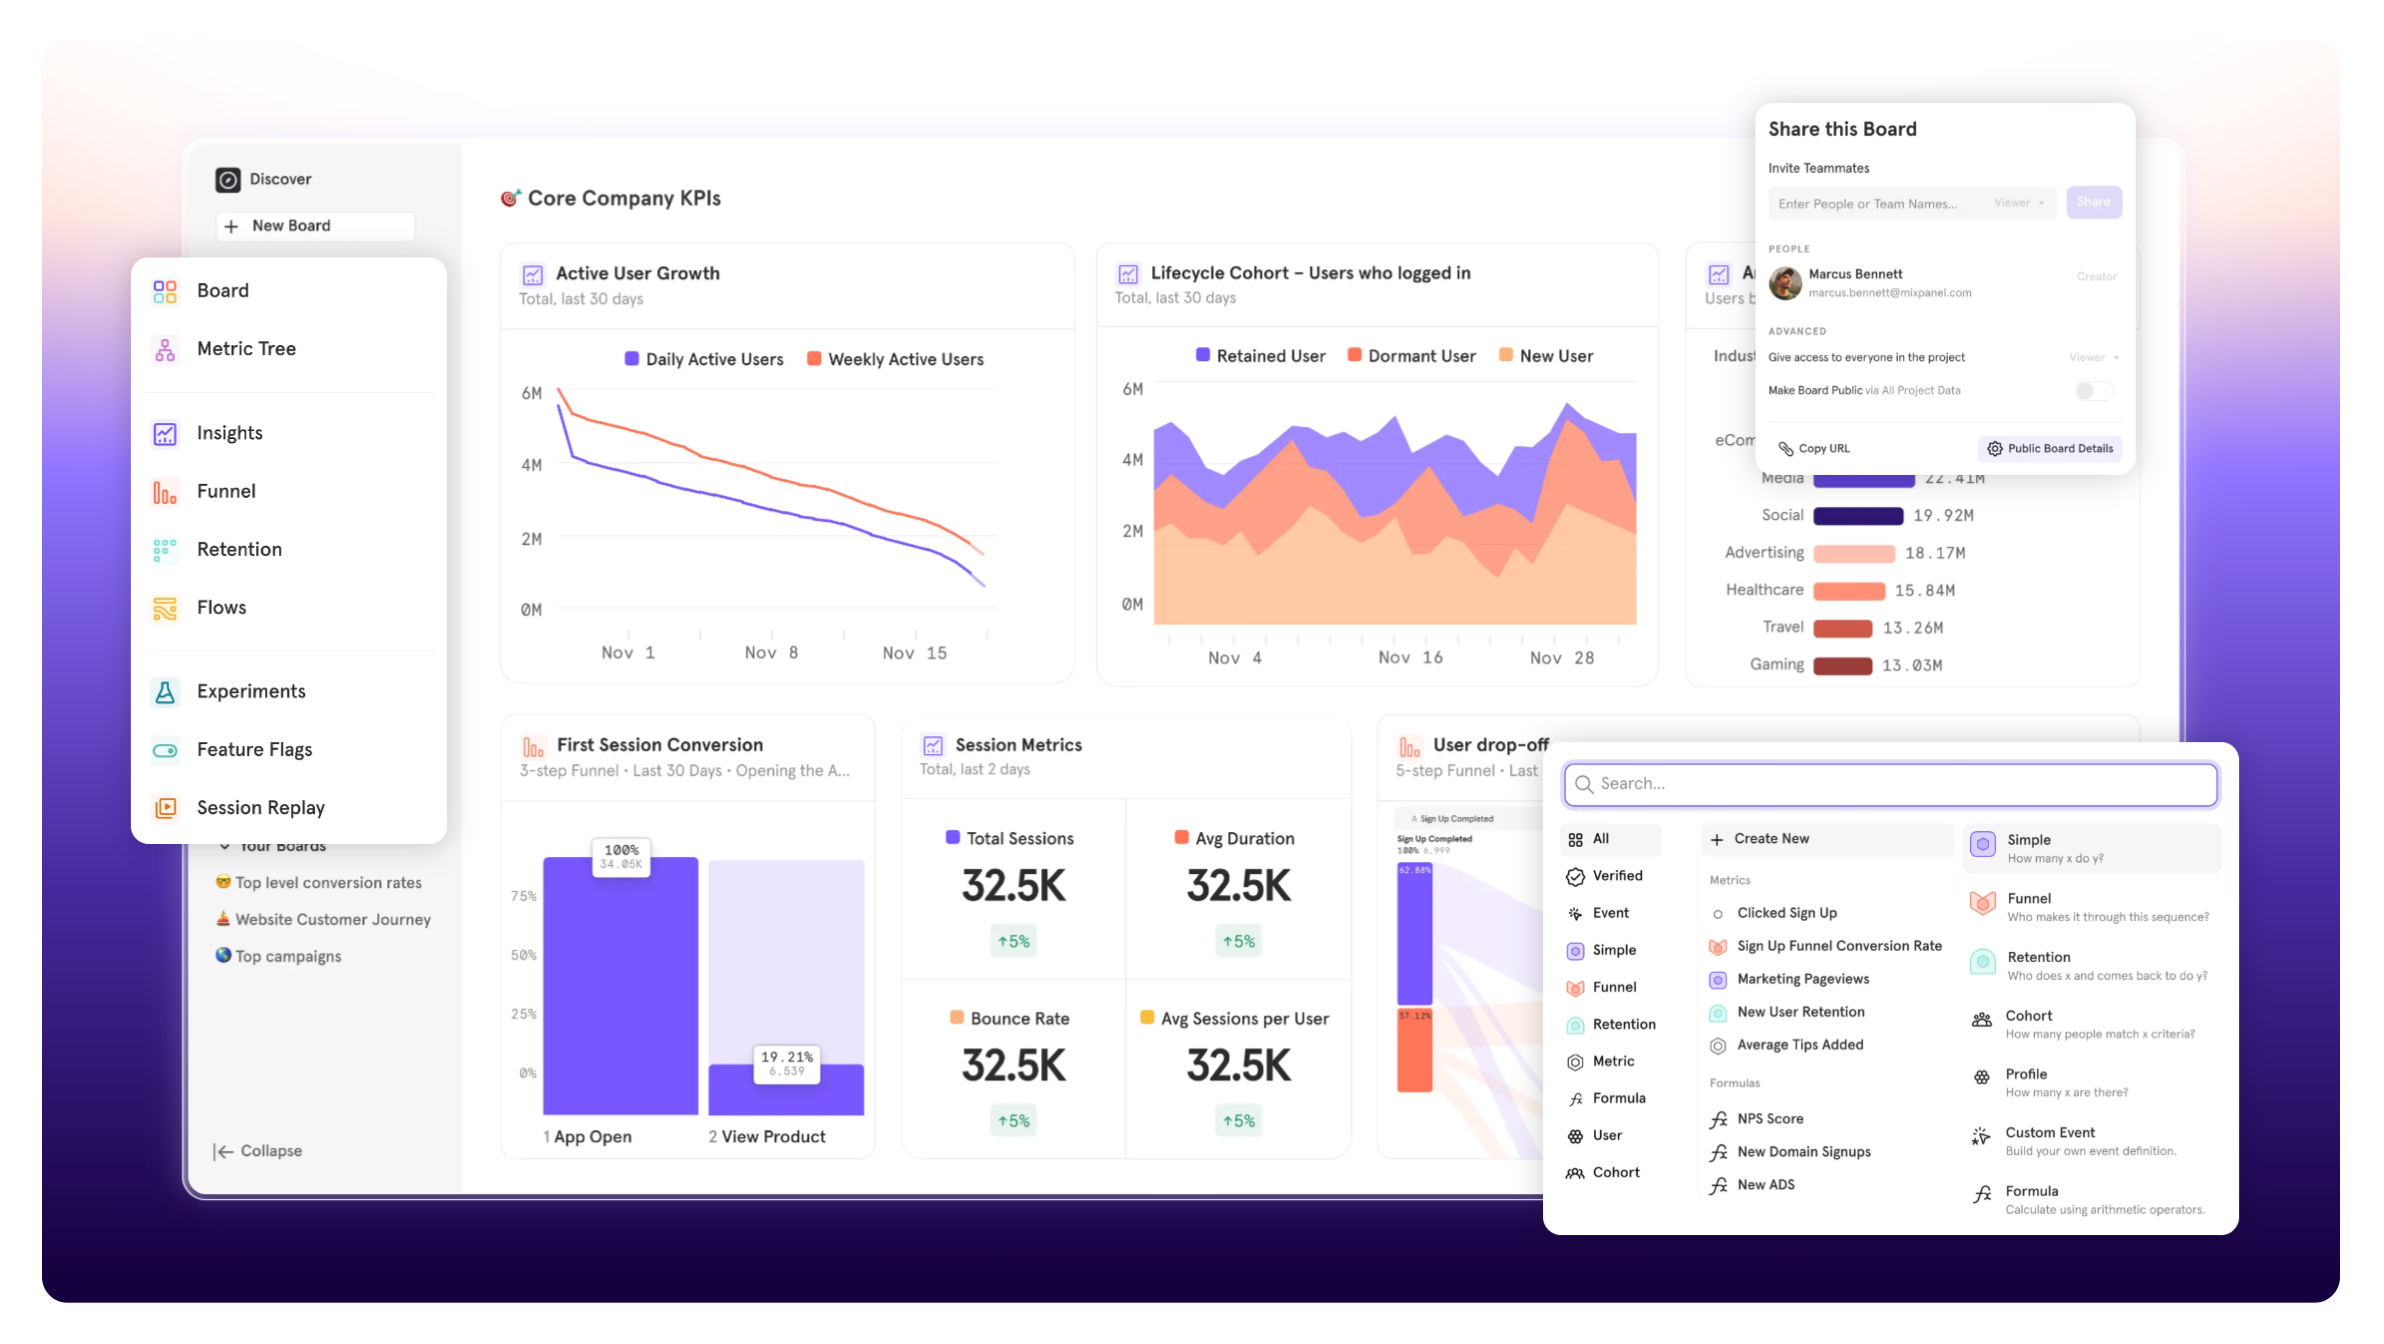 Discover
+ New Board
Board
Metric Tree
Insights
Funnel
Retention
Flows
Experiments
Feature Flags
Session Replay
Your Boards
Top level conversion rates
Website Customer Journey
Top campaigns
Collapse
Core Company KPIs
Active User Growth
Total, last 30 days
Daily Active Users Weekly Active Users
6M
4M
2M
0M
Nov 1 Nov 8 Nov 15
Lifecycle Cohort – Users who logged in
Total, last 30 days
Retained User Dormant User New User
6M
4M
2M
0M
Nov 4 Nov 16 Nov 28
Users
Media 22.41M
Social 19.92M
Advertising 18.17M
Healthcare 15.84M
Travel 13.26M
Gaming 13.03M
Share this Board
Invite Teammates
Enter People or Team Names... Viewer Share
PEOPLE
Marcus Bennett Creator
marcus.bennett@mixpanel.com
ADVANCED
Give access to everyone in the project Viewer
Make Board Public via All Project Data
Copy URL Public Board Details
First Session Conversion
3-step Funnel • Last 30 Days • Opening the A...
100%
34.05K
75%
50%
25%
0%
19.21%
6,539
1 App Open 2 View Product
Session Metrics
Total, last 2 days
Total Sessions
32.5K
↑5%
Avg Duration
32.5K
↑5%
Bounce Rate
32.5K
↑5%
Avg Sessions per User
32.5K
↑5%
User drop-off
5-step Funnel • Last
A Sign Up Completed
Sign Up Completed
100% 6,999
62.88%
37.12%
Search...
All
Verified
Event
Simple
Funnel
Retention
Metric
Formula
User
Cohort
+ Create New
Metrics
Clicked Sign Up
Sign Up Funnel Conversion Rate
Marketing Pageviews
New User Retention
Average Tips Added
Formulas
NPS Score
New Domain Signups
New ADS
Simple
How many x do y?
Funnel
Who makes it through this sequence?
Retention
Who does x and comes back to do y?
Cohort
How many people match x criteria?
Profile
How many x are there?
Custom Event
Build your own event definition.
Formula
Calculate using arithmetic operators.